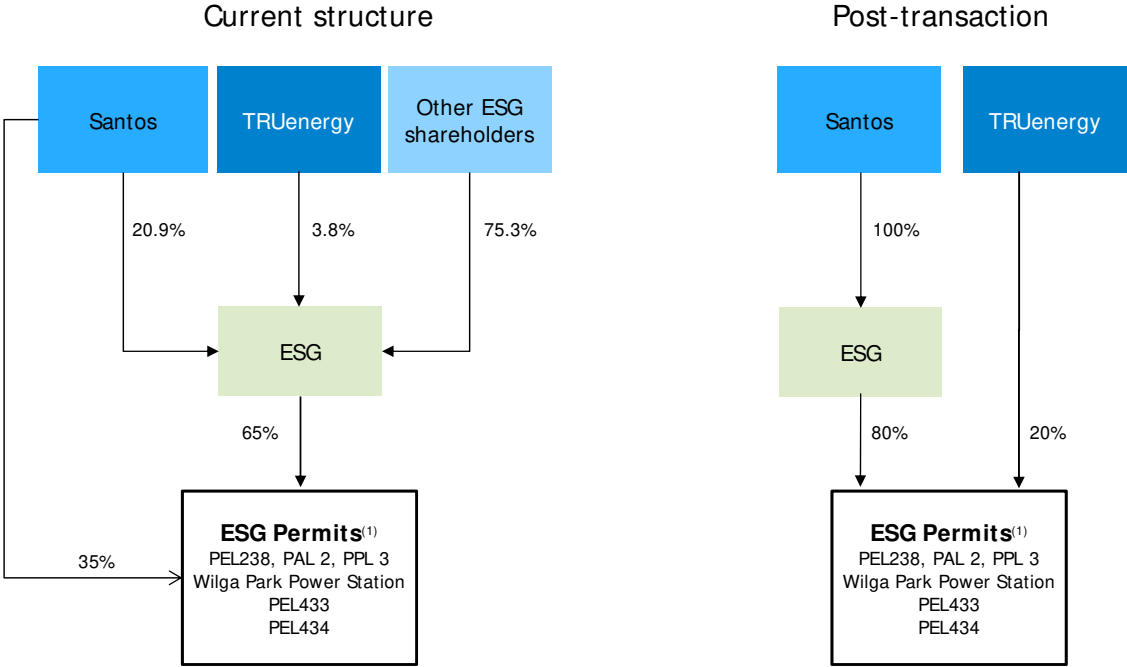 Current structure
Post-transaction
Santos
TRUenergy
Other ESG
shareholders
Santos
TRUenergy
20.9%
3.8%
75.3%
100%
ESG
ESG
65%
80%
20%
35%
ESG Permits(1)
PEL238, PAL 2, PPL 3
Wilga Park Power Station
PEL433
PEL434
ESG Permits(1)
PEL238, PAL 2, PPL 3
Wilga Park Power Station
PEL433
PEL434